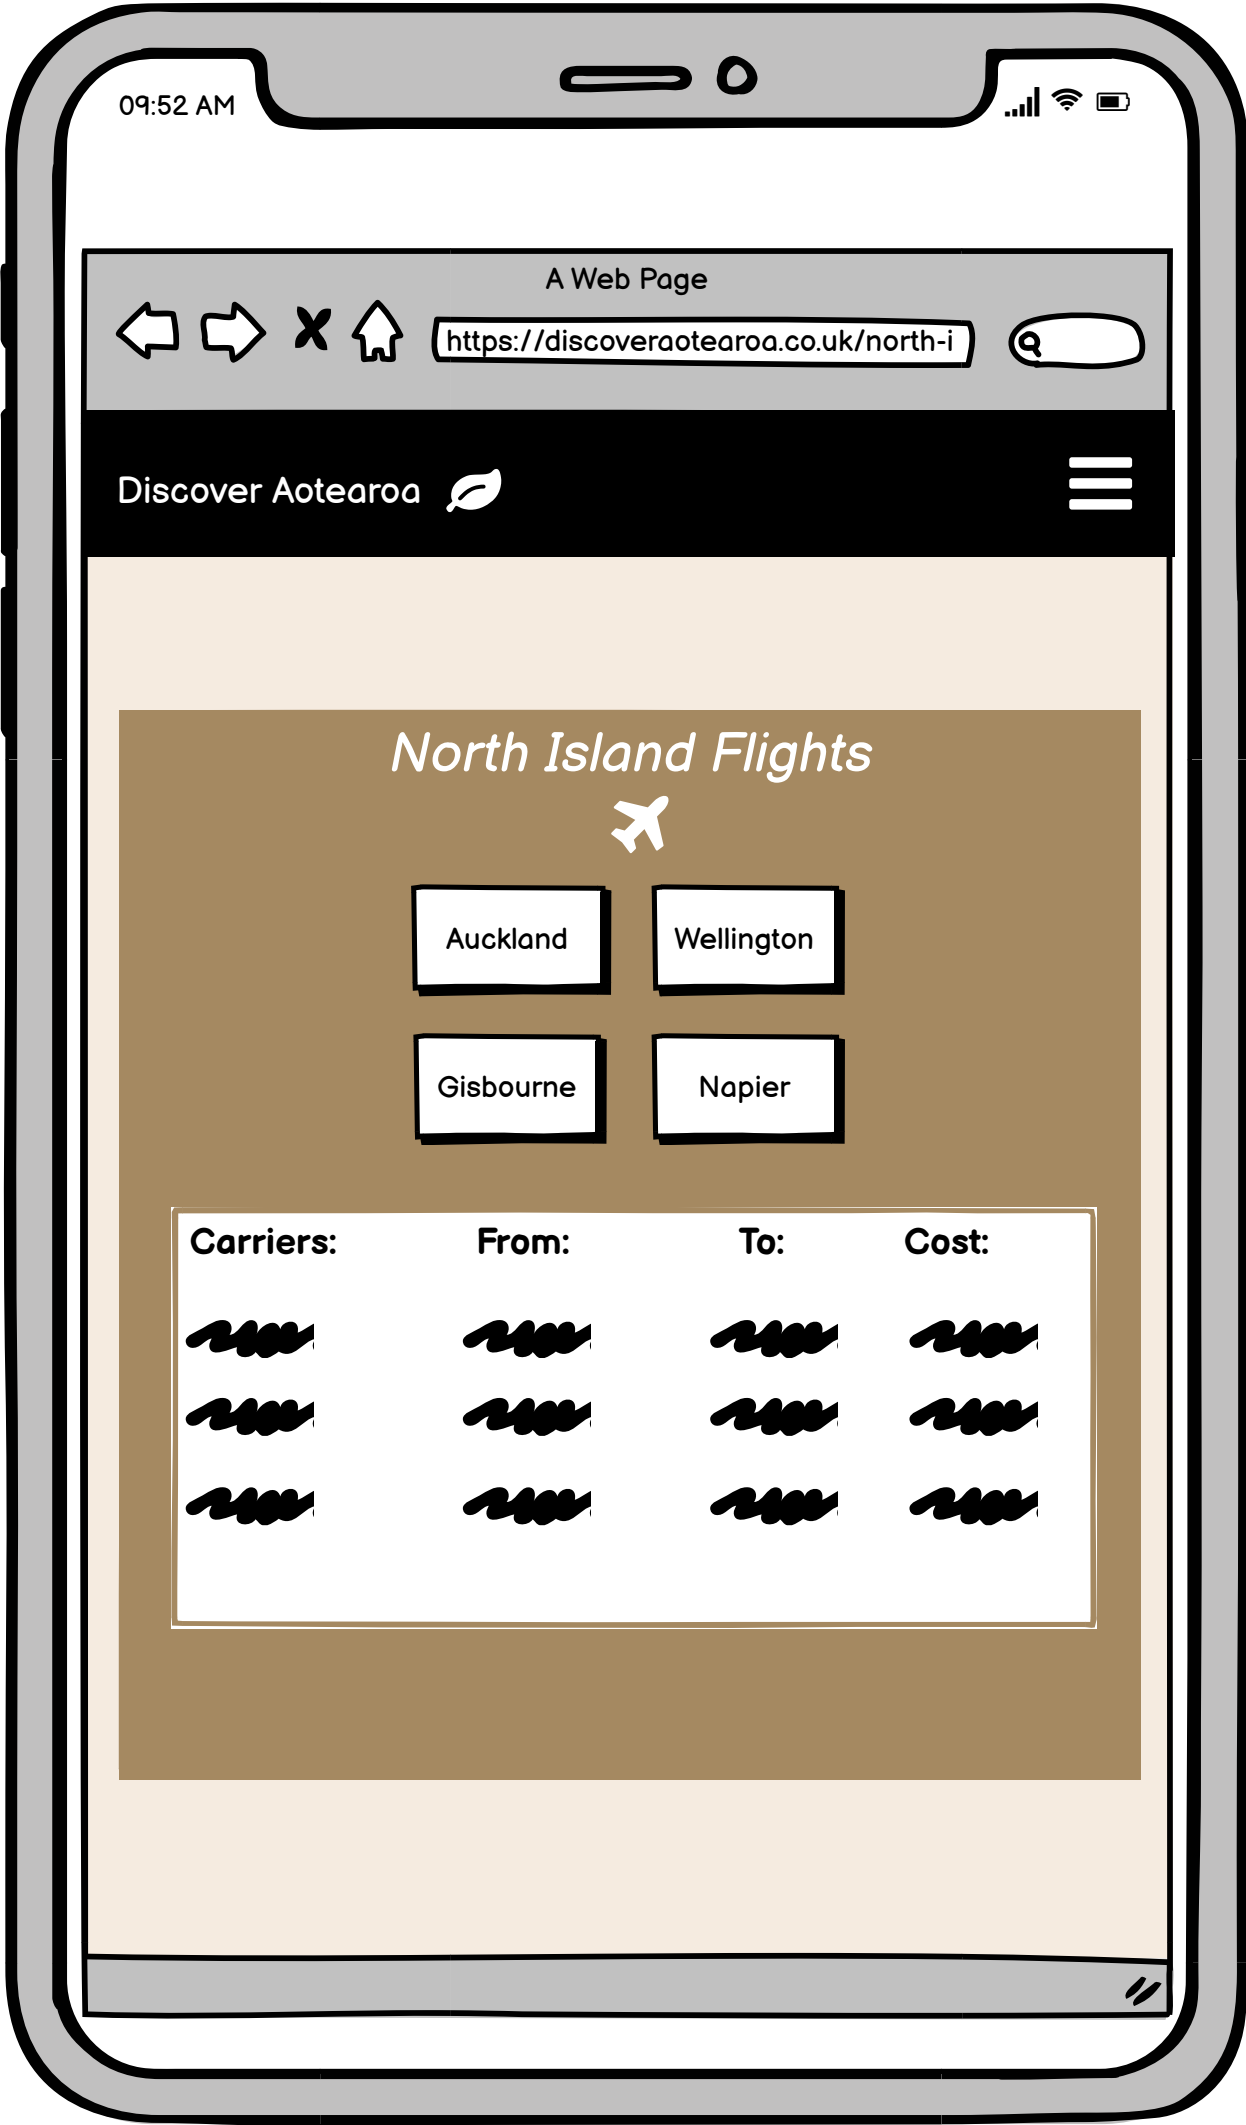 09:52 AM
A Web Page
https://discoveraotearoa.co.uk/north-i
Discover Aotearoa
North Island Flights
Auckland Wellington
Gisbourne Napier
Carriers: From: To: Cost: